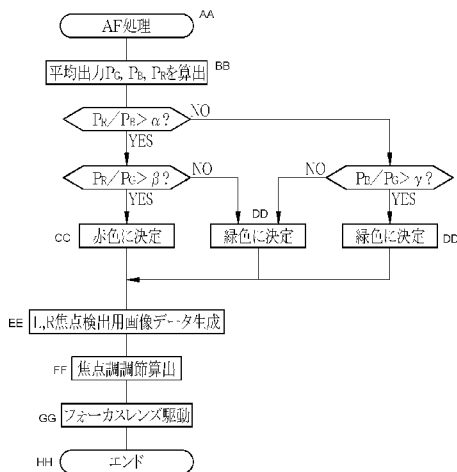 AF処理 AA
平均出力PG, PB, PRを算出 BB
PR/PB>α? NO
YES
PR/PG>β? NO NO PB/PG>γ?
YES YES
CC 赤色に決定 DD 緑色に決定 緑色に決定 DD
EE L,R焦点検出用画像データ生成
FF 焦点調節算出
GG フォーカスレンズ駆動
HH エンド